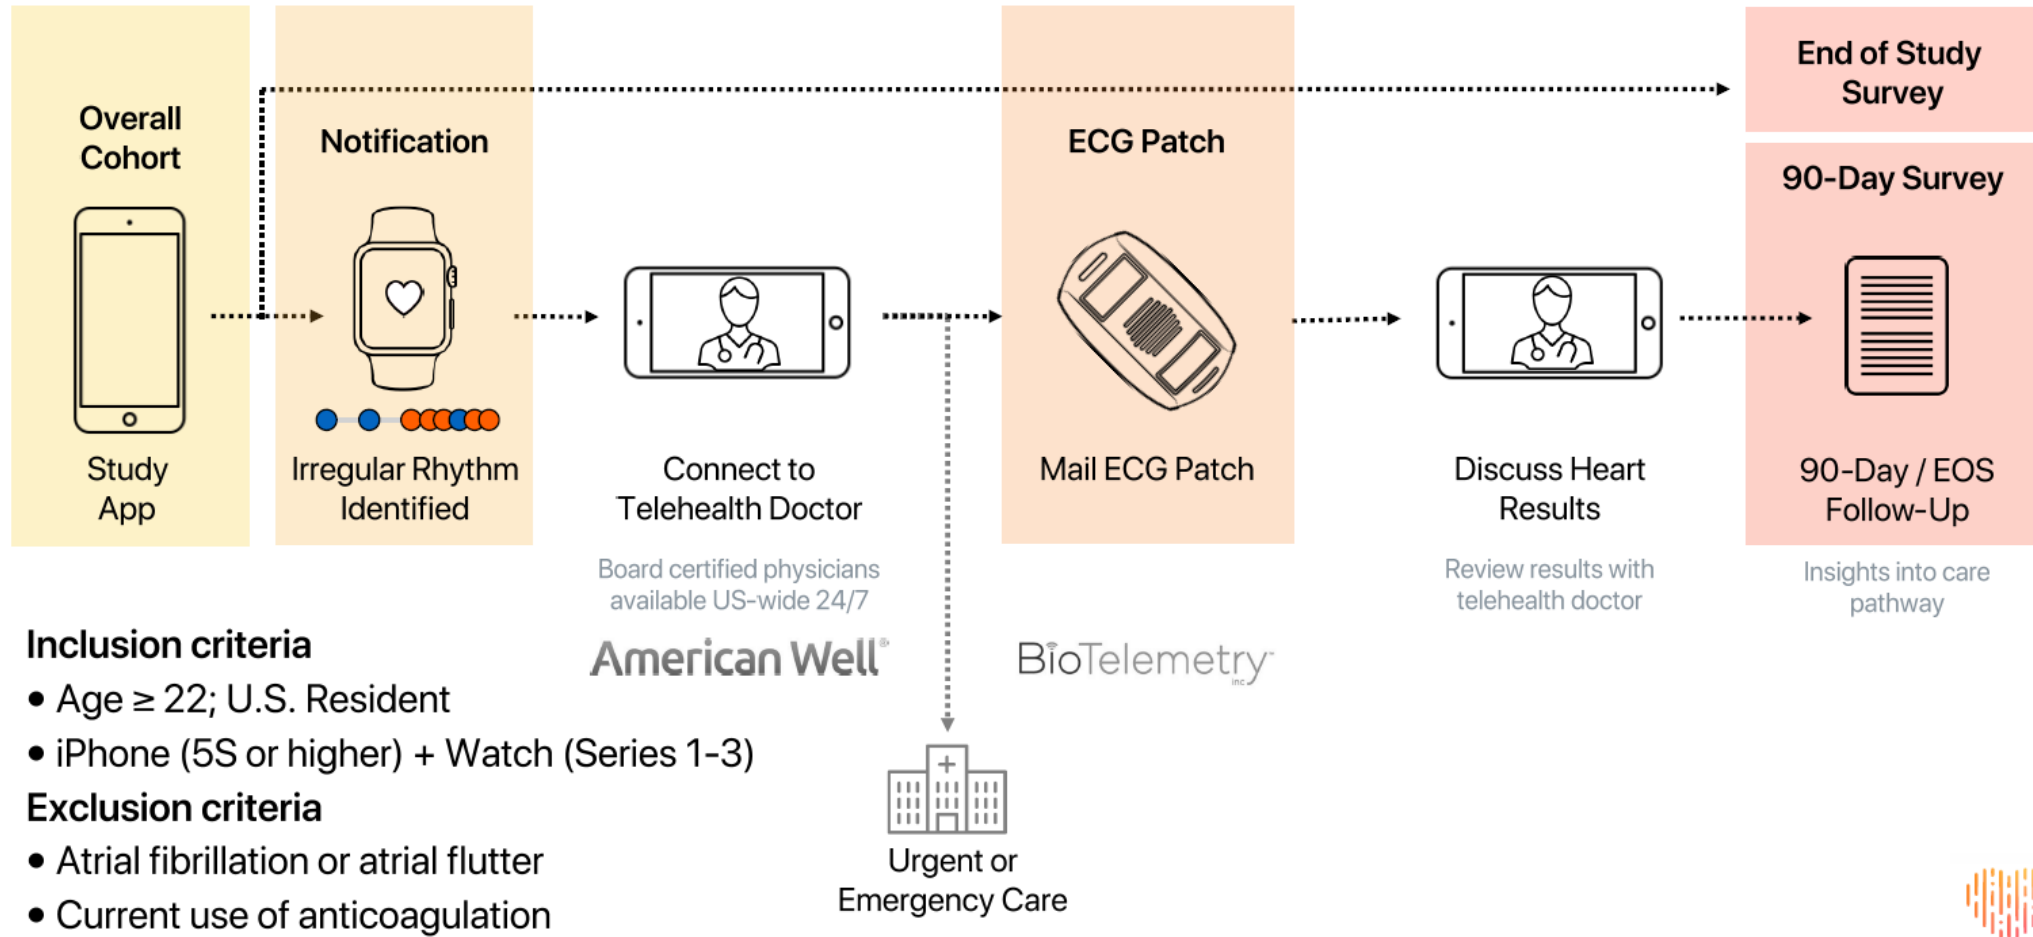 Overall
Cohort
Study
App
Notification
Irregular Rhythm
Identified
Connect to
Telehealth Doctor
Board certified physicians
available US-wide 24/7
American Well®
ECG Patch
Mail ECG Patch
BioTelemetry™
inc
Urgent or
Emergency Care
Discuss Heart
Results
Review results with
telehealth doctor
End of Study
Survey
90-Day Survey
90-Day / EOS
Follow-Up
Insights into care
pathway
Inclusion criteria
• Age ≥ 22; U.S. Resident
• iPhone (5S or higher) + Watch (Series 1-3)
Exclusion criteria
• Atrial fibrillation or atrial flutter
• Current use of anticoagulation